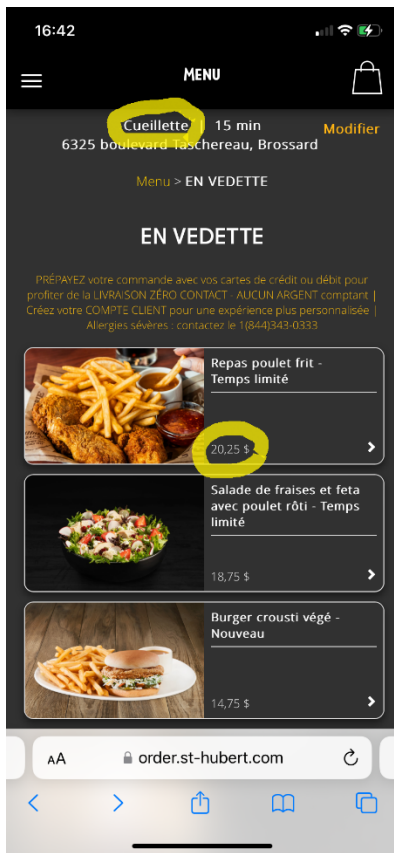 16:42
MENU
Cueillette | 15 min
Modifier
6325 boulevard Taschereau, Brossard
Menu > EN VEDETTE
EN VEDETTE
PRÉPAYEZ votre commande avec vos cartes de crédit ou débit pour
profiter de la LIVRAISON ZÉRO CONTACT - AUCUN ARGENT comptant |
Créez votre COMPTE CLIENT pour une expérience plus personnalisée |
Allergies sévères : contactez le 1(844)343-0333
Repas poulet frit -
Temps limité
20,25 $
Salade de fraises et feta
avec poulet rôti - Temps
limité
18,75 $
Burger crousti végé -
Nouveau
14,75 $
AA
order.st-hubert.com